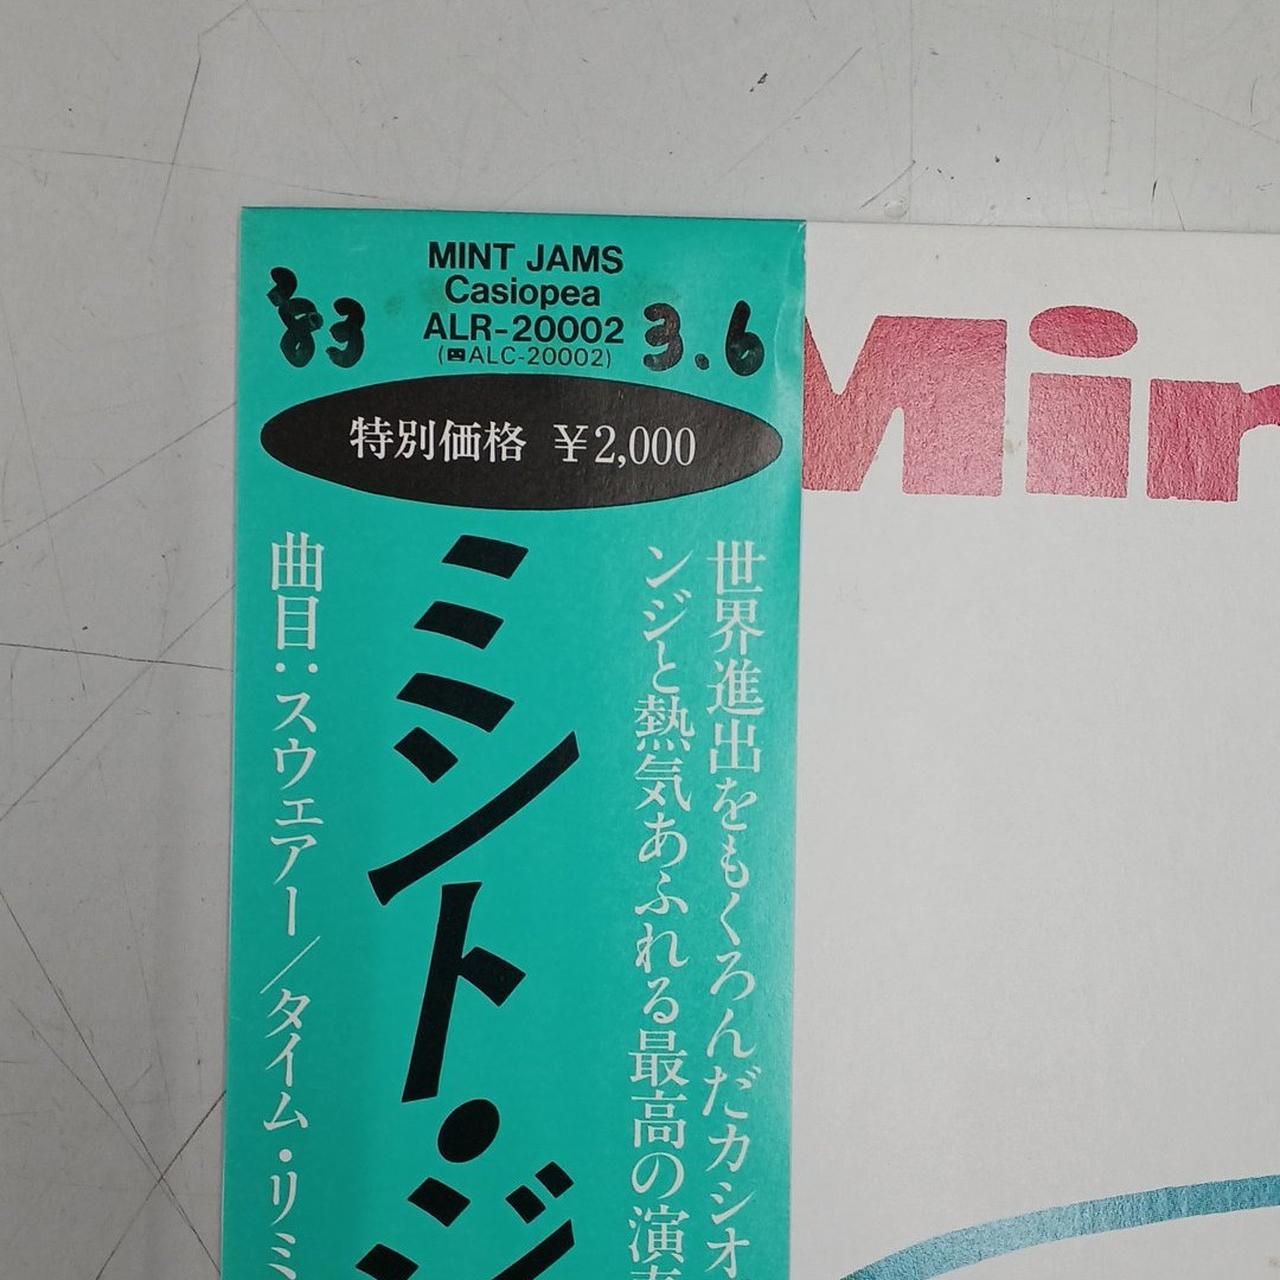 MINT JAMS
Casiopea
ALR-20002
(ALC-20002)
'83
3.6
特別価格 ￥2,000
世界進出をもくろんだカシオ
ンジと熱気あふれる最高の演奏
ミント・ジ
曲目：スウェアー／タイム・リミ
Min